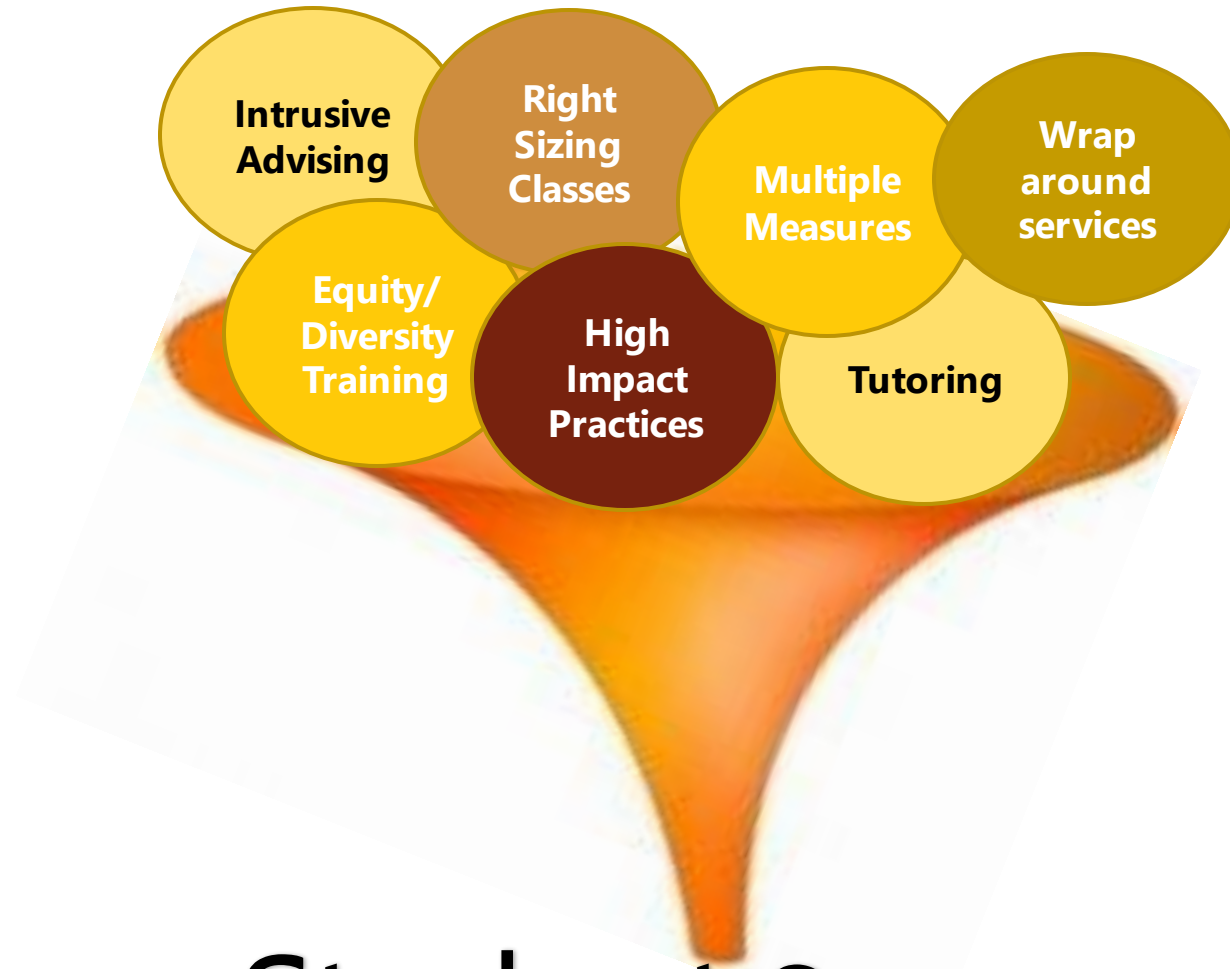 Intrusive
Advising
Right
Sizing
Classes
Multiple
Measures
Wrap
around
services
Equity/
Diversity
Training
High
Impact
Practices
Tutoring